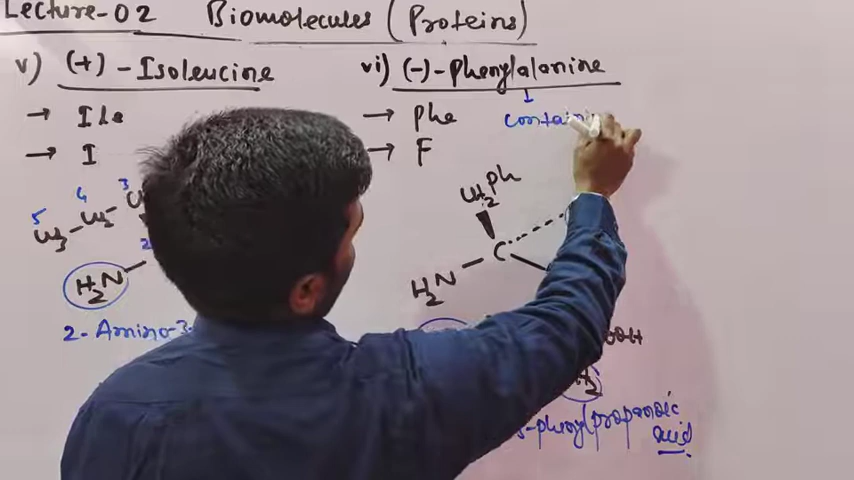 Lecture-02 Biomolecules (Proteins)
v) (+)-Isoleucine
→ Ile
→ I
5 4 3
CH3-CH2-
H2N
2-Amino-3-
vi) (-)-Phenylalanine
→ Phe
→ F
CH2Ph
H2N - C
OOH
phenylpropanoic
acid